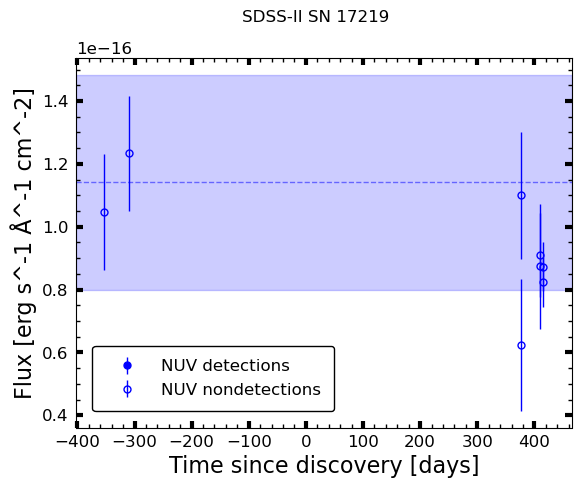 SDSS-II SN 17219
1e−16
1.4
1.2
1.0
0.8
0.6
0.4
Flux [erg s^-1 Å^-1 cm^-2]
NUV detections
NUV nondetections
−400 −300 −200 −100 0 100 200 300 400
Time since discovery [days]